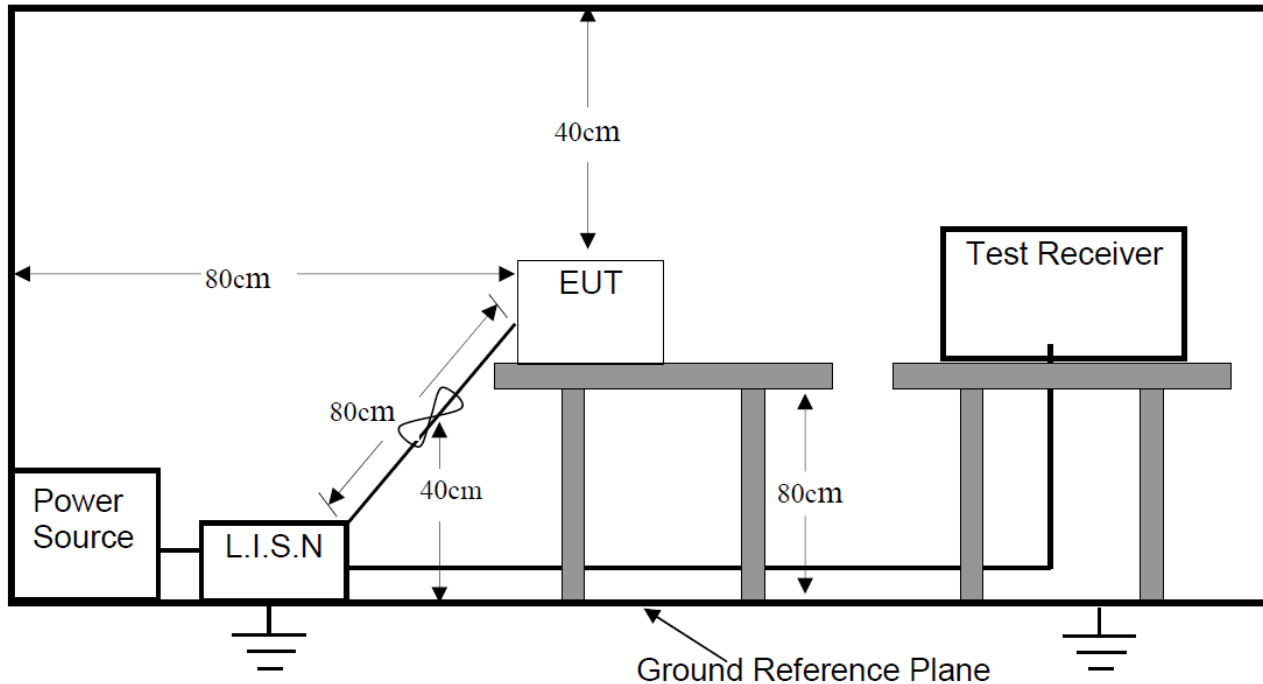 40cm
Test Receiver
80cm
EUT
80cm
40cm
80cm
Power
Source
L.I.S.N
Ground Reference Plane